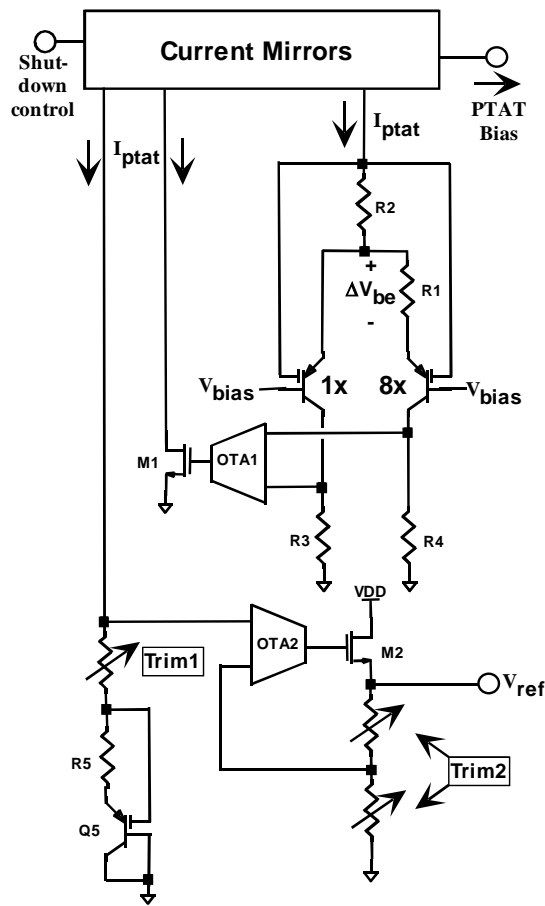 Current Mirrors
Shut-
down
control
PTAT
Bias
Iptat
Iptat
R2
+
ΔVbe
-
R1
Vbias
1x
8x
Vbias
M1
OTA1
R3
R4
VDD
OTA2
M2
Trim1
Vref
R5
Trim2
Q5